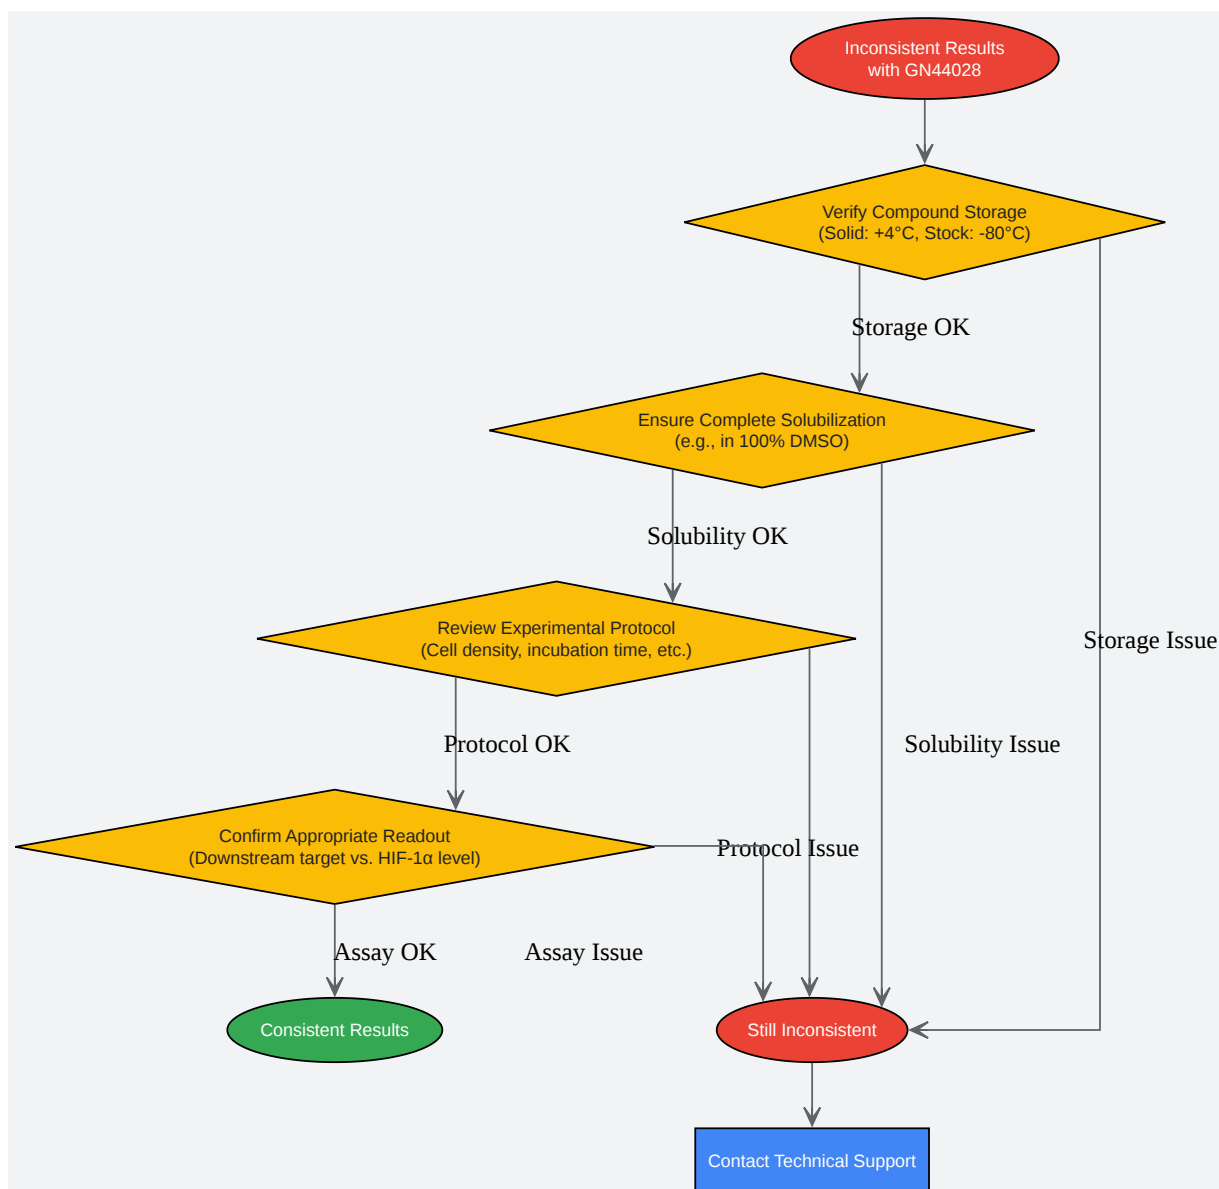 Inconsistent Results
with GN44028
Verify Compound Storage
(Solid: +4°C, Stock: -80°C)
Storage OK
Ensure Complete Solubilization
(e.g., in 100% DMSO)
Solubility OK
Review Experimental Protocol
(Cell density, incubation time, etc.)
Storage Issue
Protocol OK
Solubility Issue
Confirm Appropriate Readout
(Downstream target vs. HIF-1α level)
Protocol Issue
Assay OK
Assay Issue
Consistent Results
Still Inconsistent
Contact Technical Support